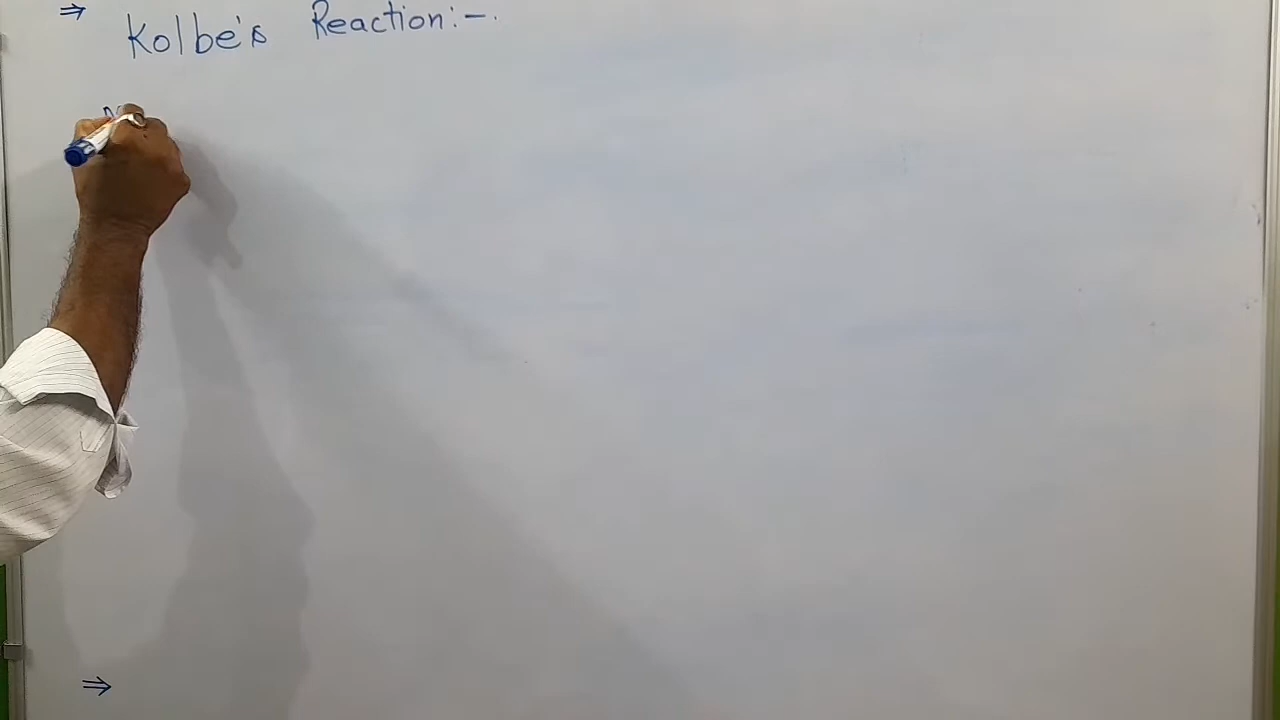 ⇒ Kolbe's Reaction:-
⇒